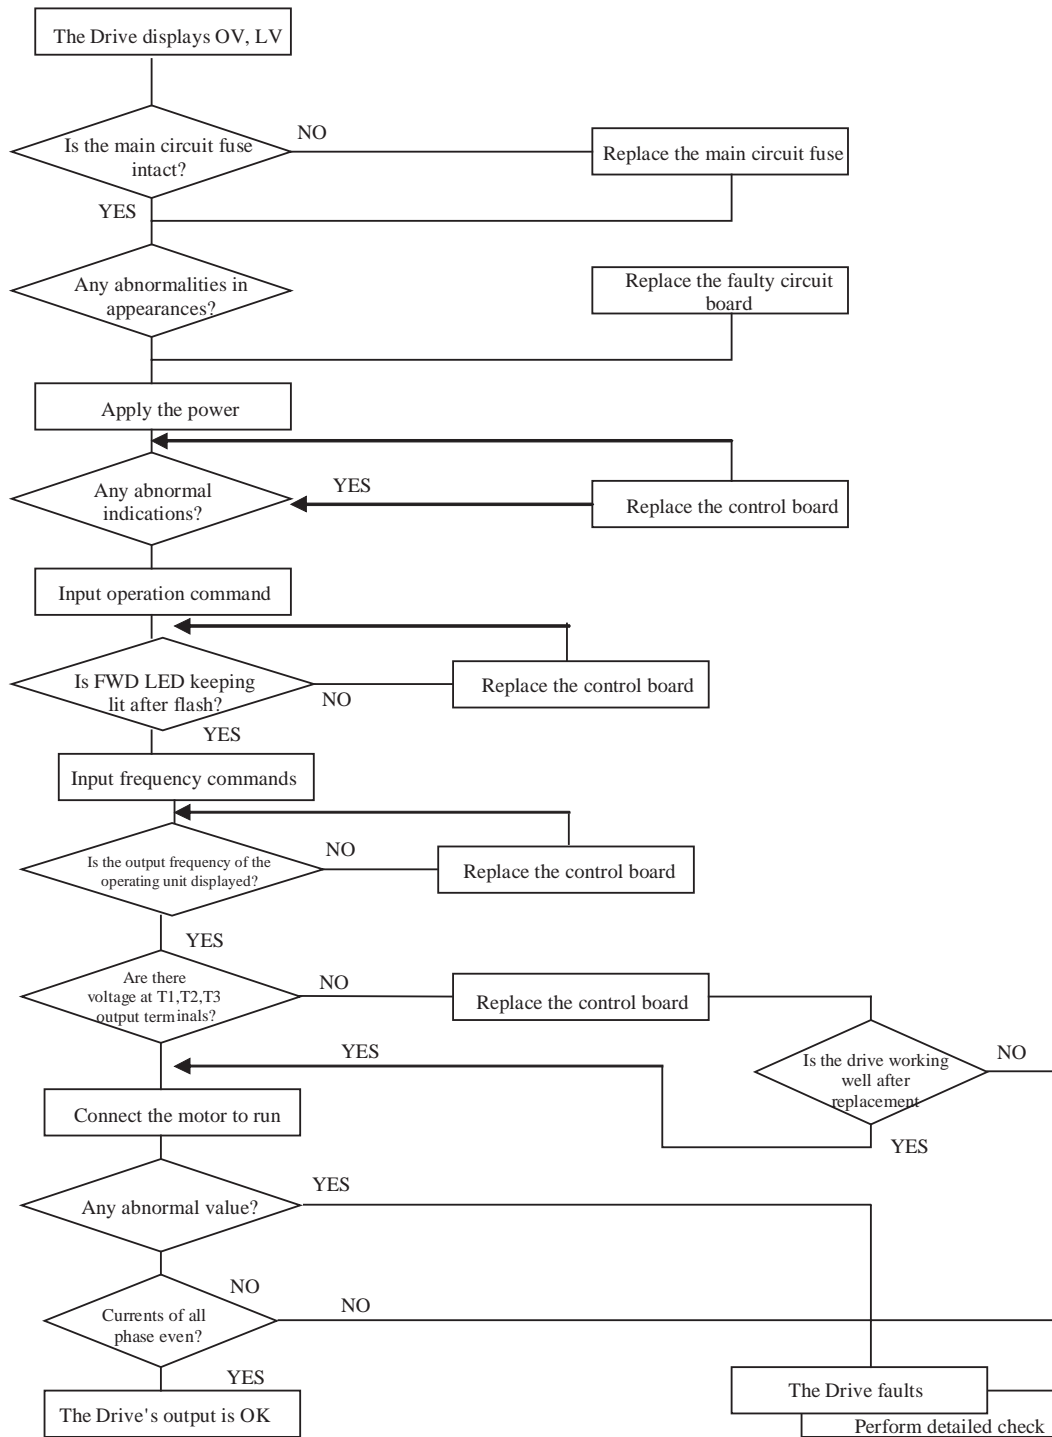 The Drive displays OV, LV
Is the main circuit fuse
intact?
NO
Replace the main circuit fuse
YES
Any abnormalities in
appearances?
Replace the faulty circuit
board
Apply the power
Any abnormal
indications?
YES
Replace the control board
Input operation command
Is FWD LED keeping
lit after flash?
NO
Replace the control board
YES
Input frequency commands
Is the output frequency of the
operating unit displayed?
NO
Replace the control board
YES
Are there
voltage at T1,T2,T3
output terminals?
NO
Replace the control board
YES
Is the drive working
well after
replacement
NO
YES
Connect the motor to run
Any abnormal value?
YES
NO
Currents of all
phase even?
NO
YES
The Drive's output is OK
The Drive faults
Perform detailed check